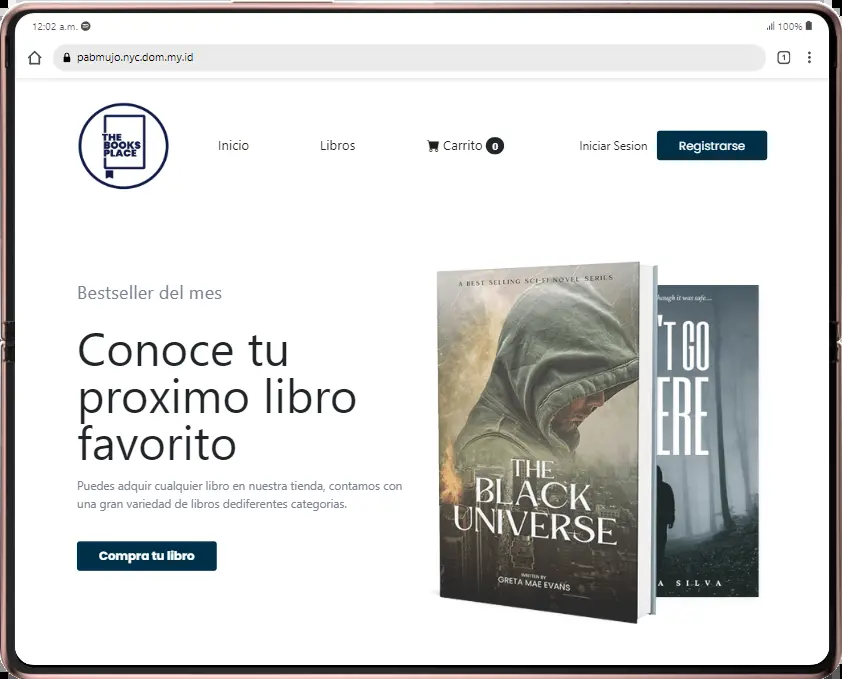 12:02 a.m.
100%
1
pabmujo.nyc.dom.my.id
THE
BOOKS
PLACE
Inicio
Libros
Carrito 0
Iniciar Sesion
Registrarse
Bestseller del mes
Conoce tu
proximo libro
favorito
Puedes adquir cualquier libro en nuestra tienda, contamos con
una gran variedad de libros dediferentes categorias.
Compra tu libro
A BEST SELLING SCI-FI NOVEL SERIES
THE
BLACK
UNIVERSE
WRITTEN BY
GRETA MAE EVANS
hough it was safe....
'T GO
ERE
A SILVA